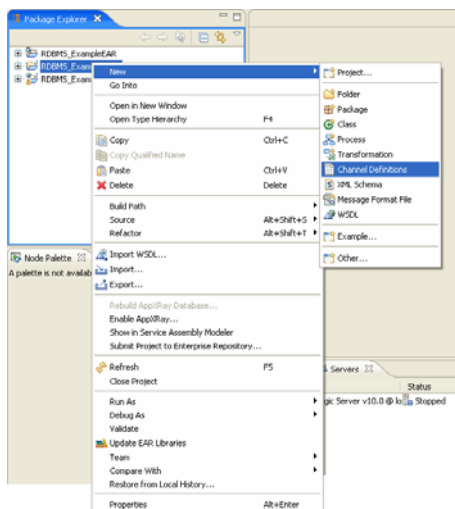 Package Explorer
RDBMS_ExampleEAR
RDBMS_Exam
RDBMS_Exam
New
Go Into
Open in New Window
Open Type Hierarchy F4
Copy Ctrl+C
Copy Qualified Name
Paste Ctrl+V
Delete Delete
Build Path
Source Alt+Shift+S
Refactor Alt+Shift+T
Import WSDL...
Import...
Export...
Rebuild AppXRay Database...
Enable AppXRay...
Show in Service Assembly Modeler
Submit Project to Enterprise Repository...
Refresh F5
Close Project
Run As
Debug As
Validate
Update EAR Libraries
Team
Compare With
Restore from Local History...
Properties Alt+Enter
Project...
Folder
Package
Class
Process
Transformation
Channel Definitions
XML Schema
Message Format File
WSDL
Example...
Other...
Node Palette
A palette is not availab
Servers
Status
gic Server v10.0 @ lo Stopped